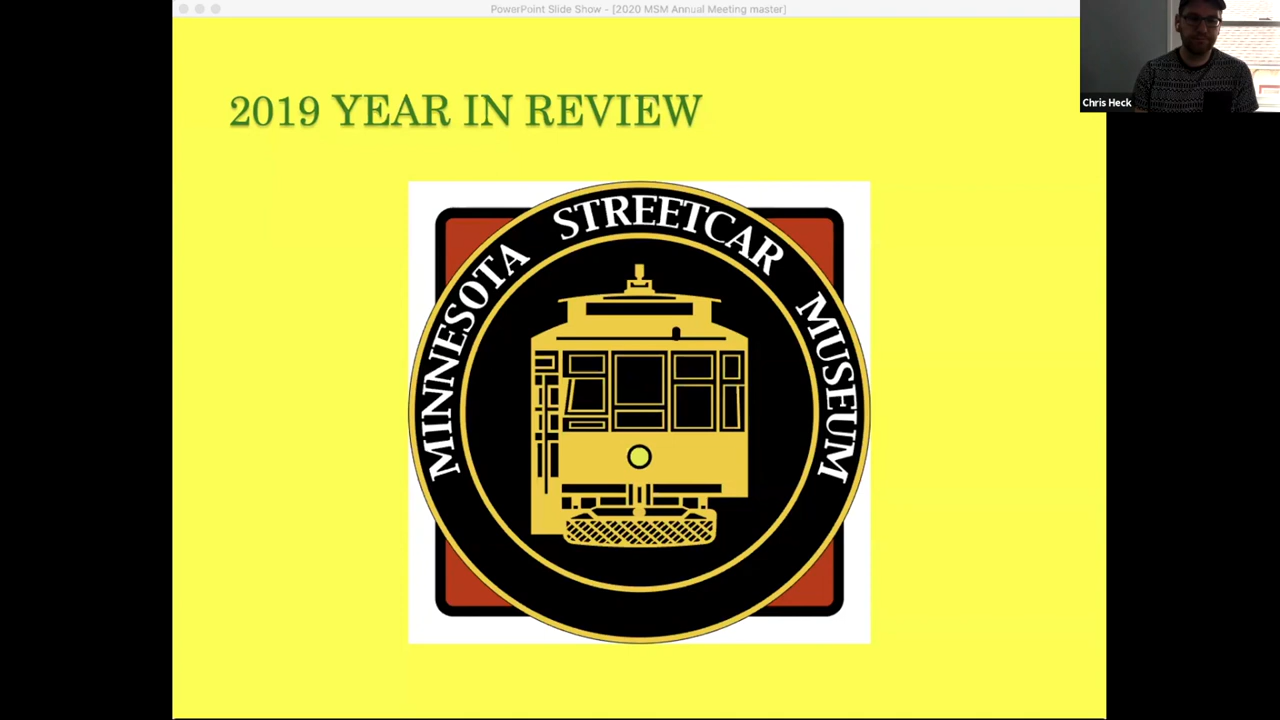 PowerPoint Slide Show - [2020 MSM Annual Meeting master]
Chris Heck
2019 YEAR IN REVIEW
MINNESOTA STREETCAR MUSEUM